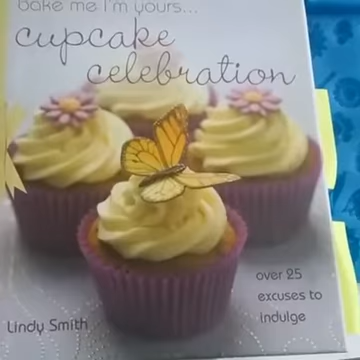 bake me I'm yours...
cupcake
celebration
over 25
excuses to
indulge
Lindy Smith